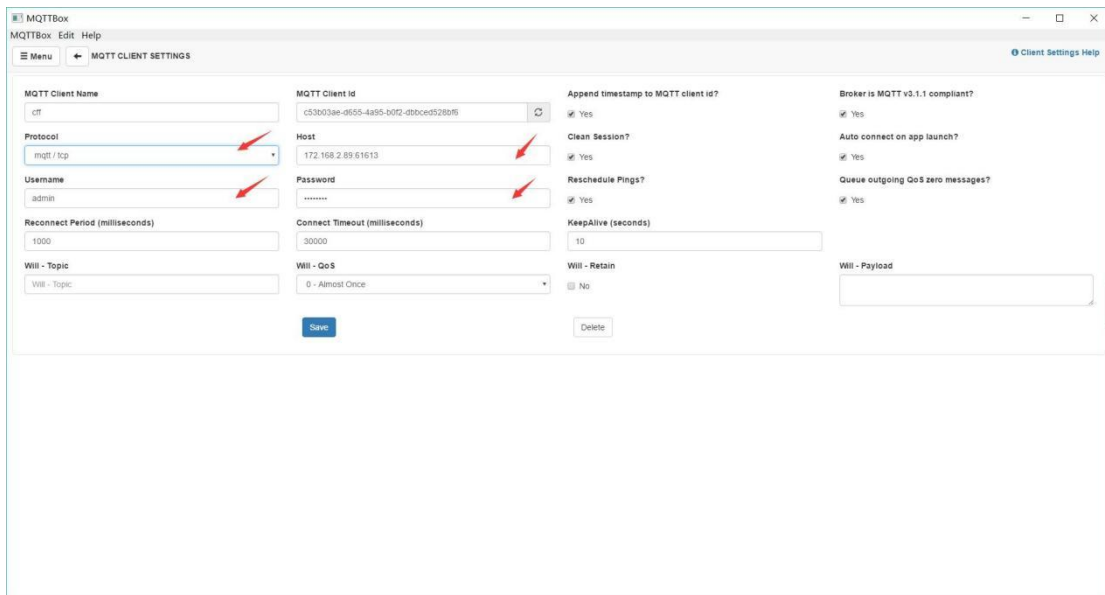 MQTTBox
MQTTBox Edit Help
Menu MQTT CLIENT SETTINGS Client Settings Help
MQTT Client Name MQTT Client Id Append timestamp to MQTT client id? Broker is MQTT v3.1.1 compliant?
cff c53b03ae-d655-4a95-b0f2-dbbced528bf6 Yes Yes
Protocol Host Clean Session? Auto connect on app launch?
mqtt / tcp 172.168.2.89:61613 Yes Yes
Username Password Reschedule Pings? Queue outgoing QoS zero messages?
admin •••••••• Yes Yes
Reconnect Period (milliseconds) Connect Timeout (milliseconds) KeepAlive (seconds)
1000 30000 10
Will - Topic Will - QoS Will - Retain Will - Payload
Will - Topic 0 - Almost Once No
Save Delete